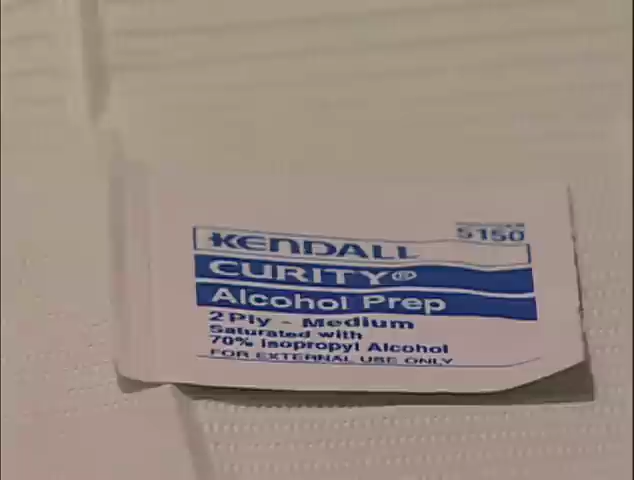 5150
KENDALL
CURITY®
Alcohol Prep
2 Ply - Medium
Saturated with
70% Isopropyl Alcohol
FOR EXTERNAL USE ONLY